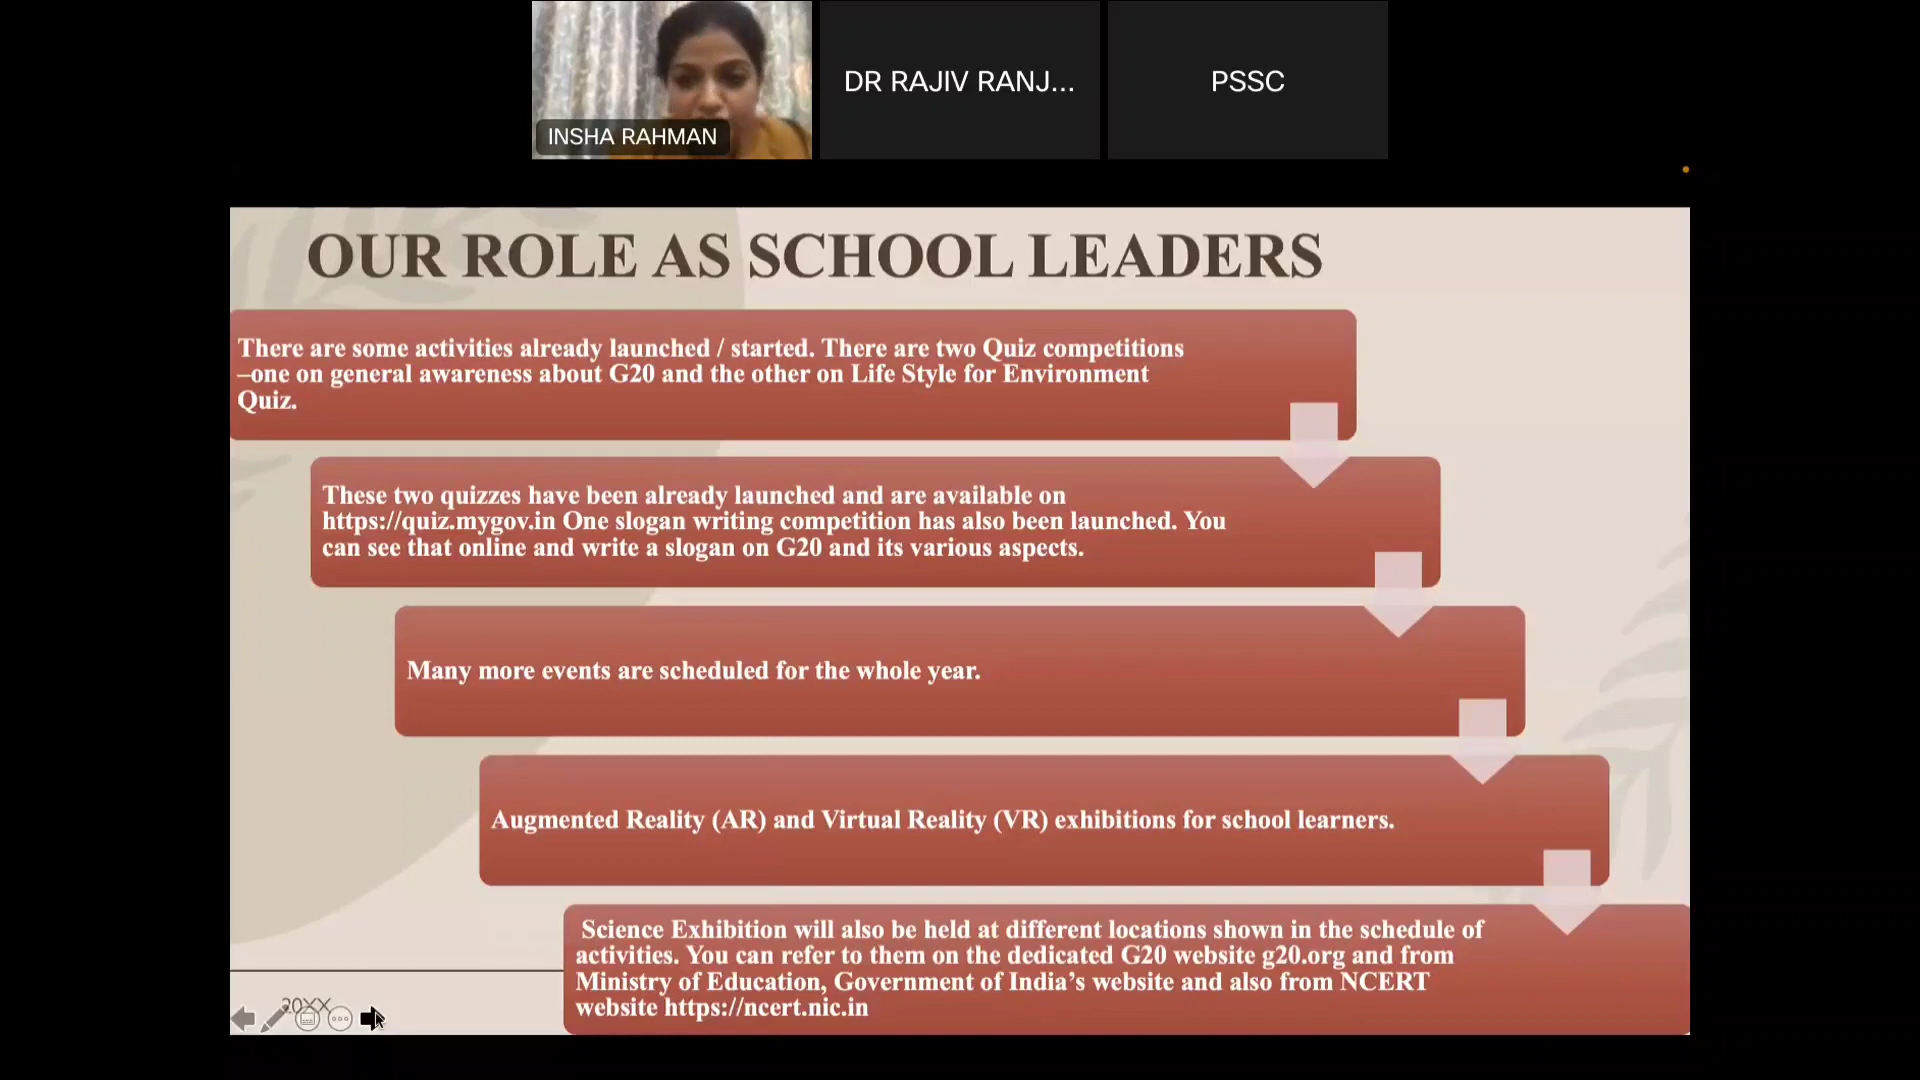 INSHA RAHMAN
DR RAJIV RANJ...
PSSC
OUR ROLE AS SCHOOL LEADERS
There are some activities already launched / started. There are two Quiz competitions
–one on general awareness about G20 and the other on Life Style for Environment
Quiz.
These two quizzes have been already launched and are available on
https://quiz.mygov.in One slogan writing competition has also been launched. You
can see that online and write a slogan on G20 and its various aspects.
Many more events are scheduled for the whole year.
Augmented Reality (AR) and Virtual Reality (VR) exhibitions for school learners.
Science Exhibition will also be held at different locations shown in the schedule of
activities. You can refer to them on the dedicated G20 website g20.org and from
Ministry of Education, Government of India’s website and also from NCERT
website https://ncert.nic.in
20XX